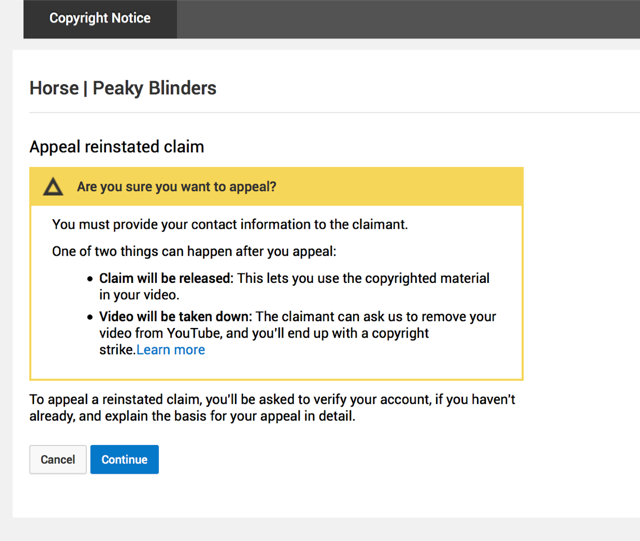 Copyright Notice
Horse | Peaky Blinders
Appeal reinstated claim
Are you sure you want to appeal?
You must provide your contact information to the claimant.
One of two things can happen after you appeal:
• Claim will be released: This lets you use the copyrighted material
in your video.
• Video will be taken down: The claimant can ask us to remove your
video from YouTube, and you'll end up with a copyright
strike.Learn more
To appeal a reinstated claim, you'll be asked to verify your account, if you haven't
already, and explain the basis for your appeal in detail.
Cancel Continue